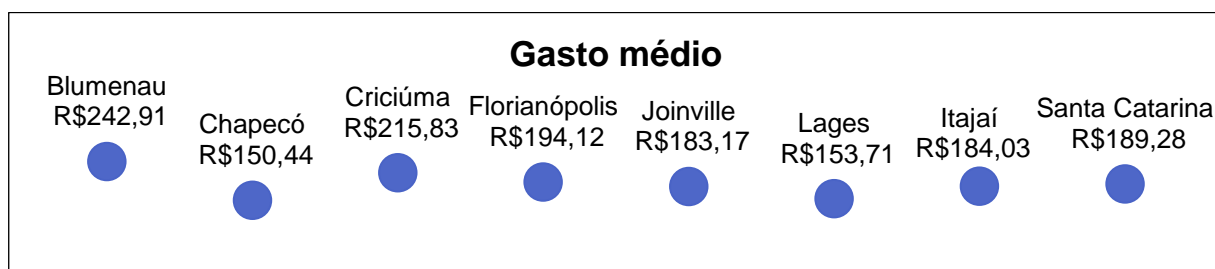 Gasto médio
Blumenau
R$242,91
Chapecó
R$150,44
Criciúma
R$215,83
Florianópolis
R$194,12
Joinville
R$183,17
Lages
R$153,71
Itajaí
R$184,03
Santa Catarina
R$189,28